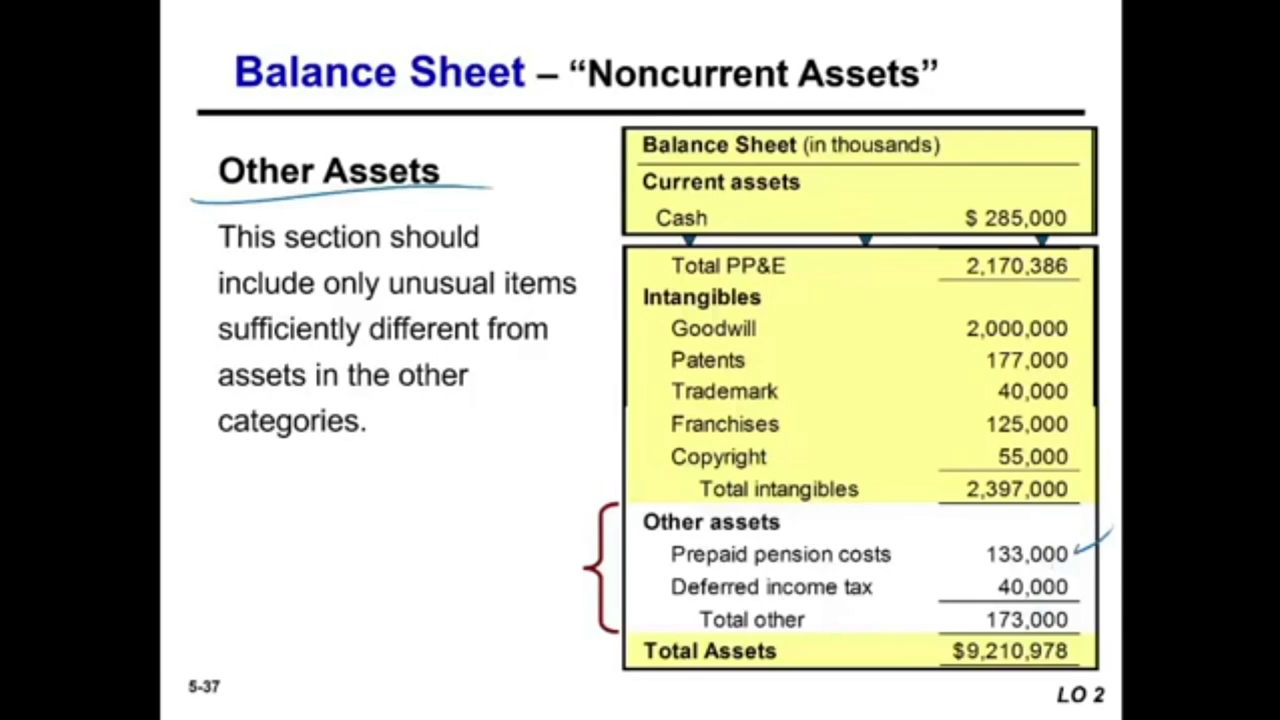 Balance Sheet – “Noncurrent Assets”
Other Assets
This section should
include only unusual items
sufficiently different from
assets in the other
categories.
Balance Sheet (in thousands)
Current assets
Cash $ 285,000
Total PP&E 2,170,386
Intangibles
Goodwill 2,000,000
Patents 177,000
Trademark 40,000
Franchises 125,000
Copyright 55,000
Total intangibles 2,397,000
Other assets
Prepaid pension costs 133,000
Deferred income tax 40,000
Total other 173,000
Total Assets $9,210,978
5-37
LO 2